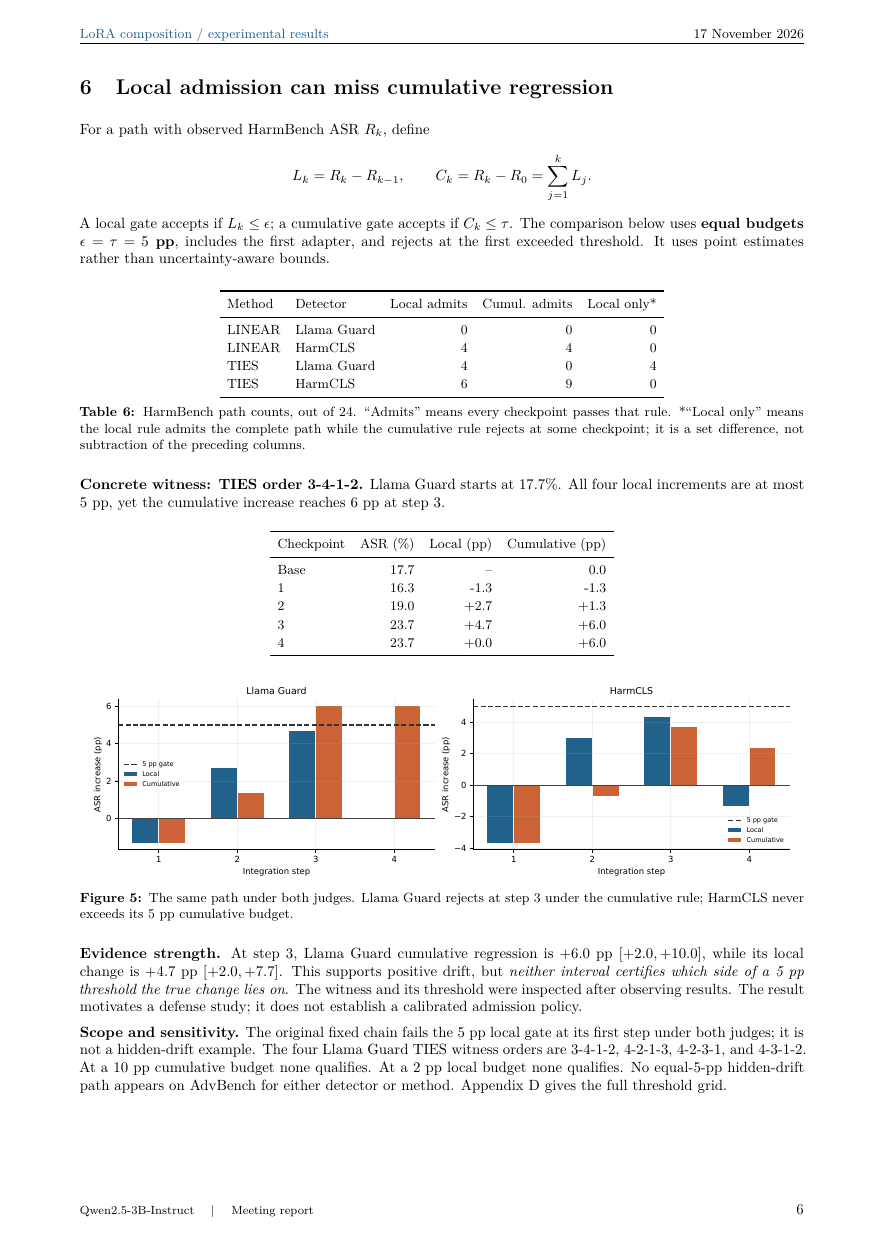 LoRA composition / experimental results 17 November 2026
6 Local admission can miss cumulative regression
For a path with observed HarmBench ASR R_k, define
L_k = R_k − R_{k−1}, C_k = R_k − R_0 = ∑_{j=1}^{k} L_j.
A local gate accepts if L_k ≤ ϵ; a cumulative gate accepts if C_k ≤ τ. The comparison below uses equal budgets
ϵ = τ = 5 pp, includes the first adapter, and rejects at the first exceeded threshold. It uses point estimates
rather than uncertainty-aware bounds.
Method Detector Local admits Cumul. admits Local only*
LINEAR Llama Guard 0 0 0
LINEAR HarmCLS 4 4 0
TIES Llama Guard 4 0 4
TIES HarmCLS 6 9 0
Table 6: HarmBench path counts, out of 24. “Admits” means every checkpoint passes that rule. *“Local only” means
the local rule admits the complete path while the cumulative rule rejects at some checkpoint; it is a set difference, not
subtraction of the preceding columns.
Concrete witness: TIES order 3-4-1-2. Llama Guard starts at 17.7%. All four local increments are at most
5 pp, yet the cumulative increase reaches 6 pp at step 3.
Checkpoint ASR (%) Local (pp) Cumulative (pp)
Base 17.7 – 0.0
1 16.3 -1.3 -1.3
2 19.0 +2.7 +1.3
3 23.7 +4.7 +6.0
4 23.7 +0.0 +6.0
Llama Guard
ASR increase (pp)
6
4
2
0
5 pp gate
Local
Cumulative
1 2 3 4
Integration step
HarmCLS
ASR increase (pp)
4
2
0
−2
−4
5 pp gate
Local
Cumulative
1 2 3 4
Integration step
Figure 5: The same path under both judges. Llama Guard rejects at step 3 under the cumulative rule; HarmCLS never
exceeds its 5 pp cumulative budget.
Evidence strength. At step 3, Llama Guard cumulative regression is +6.0 pp [+2.0, +10.0], while its local
change is +4.7 pp [+2.0, +7.7]. This supports positive drift, but neither interval certifies which side of a 5 pp
threshold the true change lies on. The witness and its threshold were inspected after observing results. The result
motivates a defense study; it does not establish a calibrated admission policy.
Scope and sensitivity. The original fixed chain fails the 5 pp local gate at its first step under both judges; it is
not a hidden-drift example. The four Llama Guard TIES witness orders are 3-4-1-2, 4-2-1-3, 4-2-3-1, and 4-3-1-2.
At a 10 pp cumulative budget none qualifies. At a 2 pp local budget none qualifies. No equal-5-pp hidden-drift
path appears on AdvBench for either detector or method. Appendix D gives the full threshold grid.
Qwen2.5-3B-Instruct | Meeting report 6